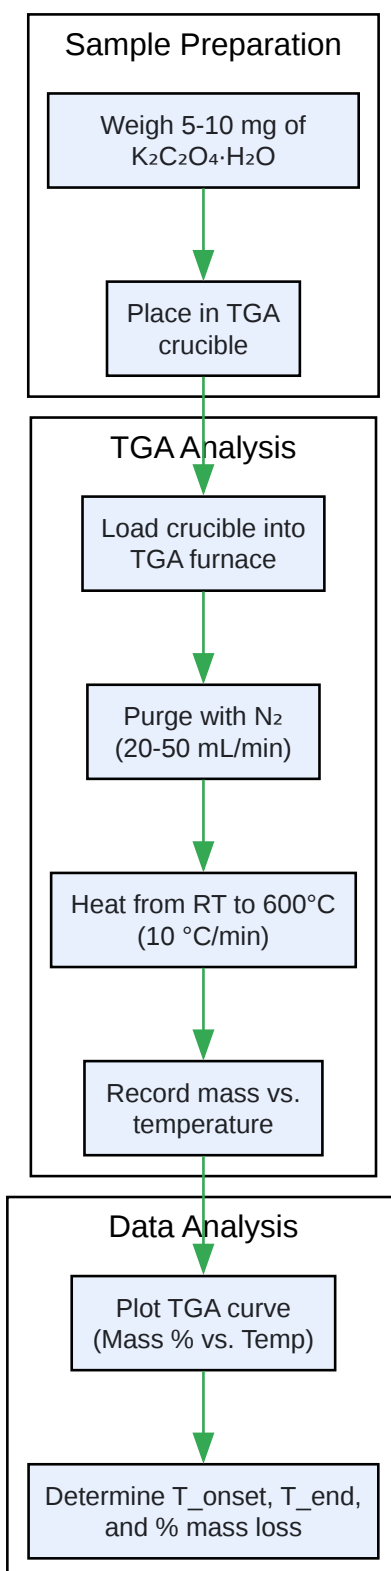 Sample Preparation
Weigh 5-10 mg of
K₂C₂O₄·H₂O
Place in TGA
crucible
TGA Analysis
Load crucible into
TGA furnace
Purge with N₂
(20-50 mL/min)
Heat from RT to 600°C
(10 °C/min)
Record mass vs.
temperature
Data Analysis
Plot TGA curve
(Mass % vs. Temp)
Determine T_onset, T_end,
and % mass loss